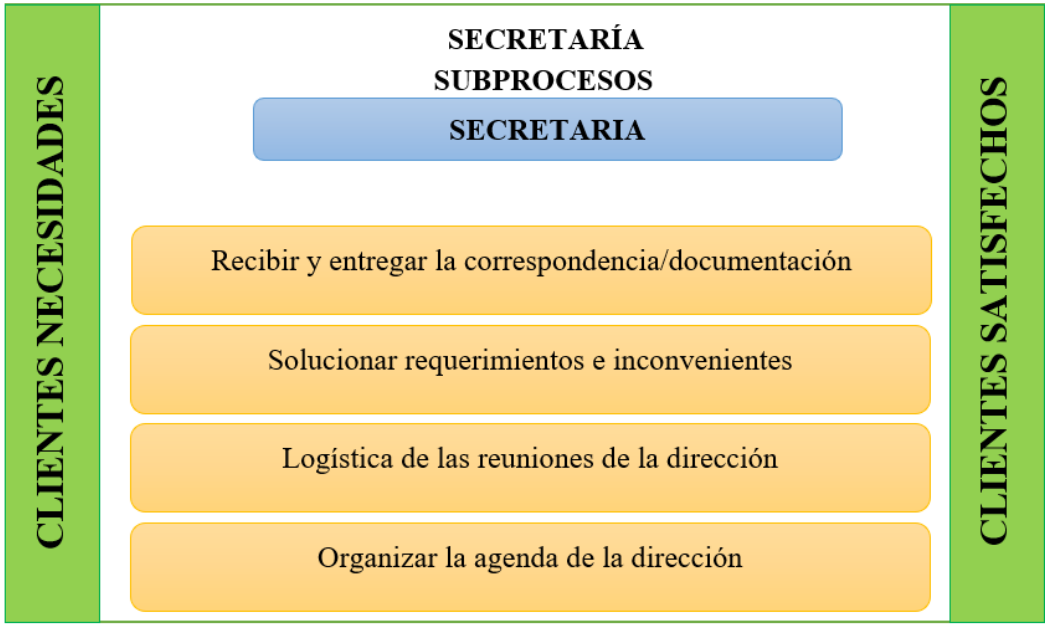 CLIENTES NECESIDADES
SECRETARÍA
SUBPROCESOS
SECRETARIA
Recibir y entregar la correspondencia/documentación
Solucionar requerimientos e inconvenientes
Logística de las reuniones de la dirección
Organizar la agenda de la dirección
CLIENTES SATISFECHOS